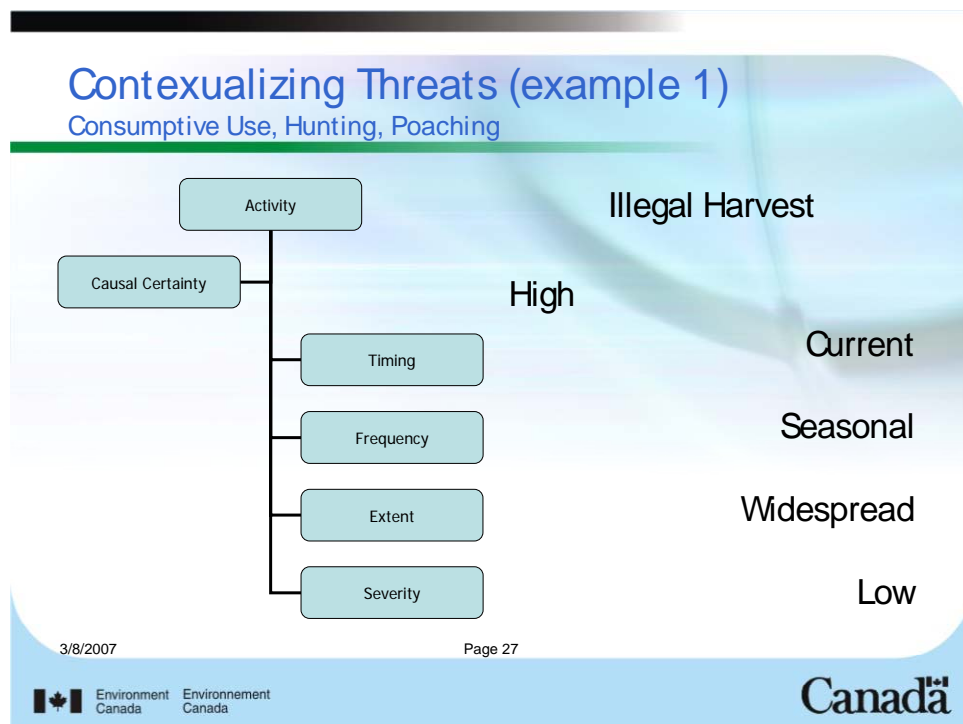 Contexualizing Threats (example 1)
Consumptive Use, Hunting, Poaching
Activity
Illegal Harvest
Causal Certainty
High
Timing
Current
Frequency
Seasonal
Extent
Widespread
Severity
Low
3/8/2007
Page 27
Environment Environnement
Canada Canada
Canada